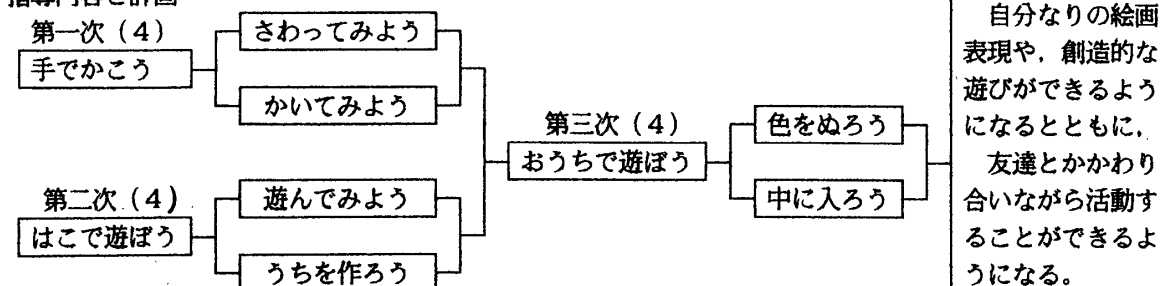 指導内容と計画
第一次(4)
手でかこう
さわってみよう
かいてみよう
第二次(4)
はこで遊ぼう
遊んでみよう
うちを作ろう
第三次(4)
おうちで遊ぼう
色をぬろう
中に入ろう
自分なりの絵画
表現や,創造的な
遊びができるよう
になるとともに,
友達とかかわり
合いながら活動す
ることができるよ
うになる。